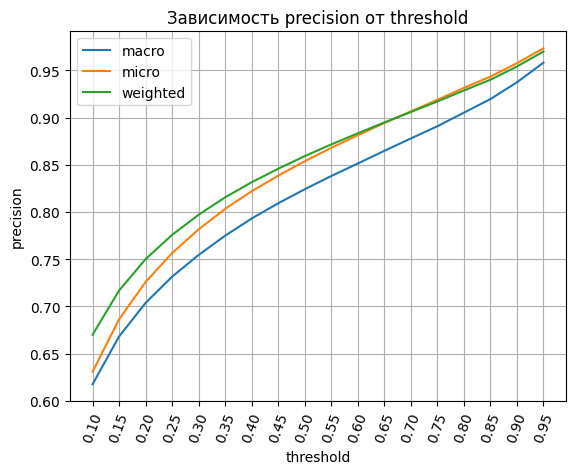 Зависимость precision от threshold
macro
micro
weighted
precision
0.95
0.90
0.85
0.80
0.75
0.70
0.65
0.60
0.10 0.15 0.20 0.25 0.30 0.35 0.40 0.45 0.50 0.55 0.60 0.65 0.70 0.75 0.80 0.85 0.90 0.95
threshold